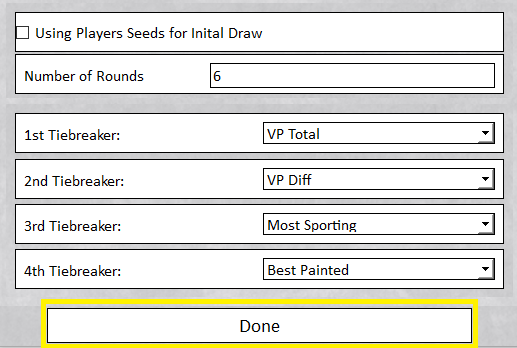 Using Players Seeds for Inital Draw
Number of Rounds 6
1st Tiebreaker: VP Total
2nd Tiebreaker: VP Diff
3rd Tiebreaker: Most Sporting
4th Tiebreaker: Best Painted
Done